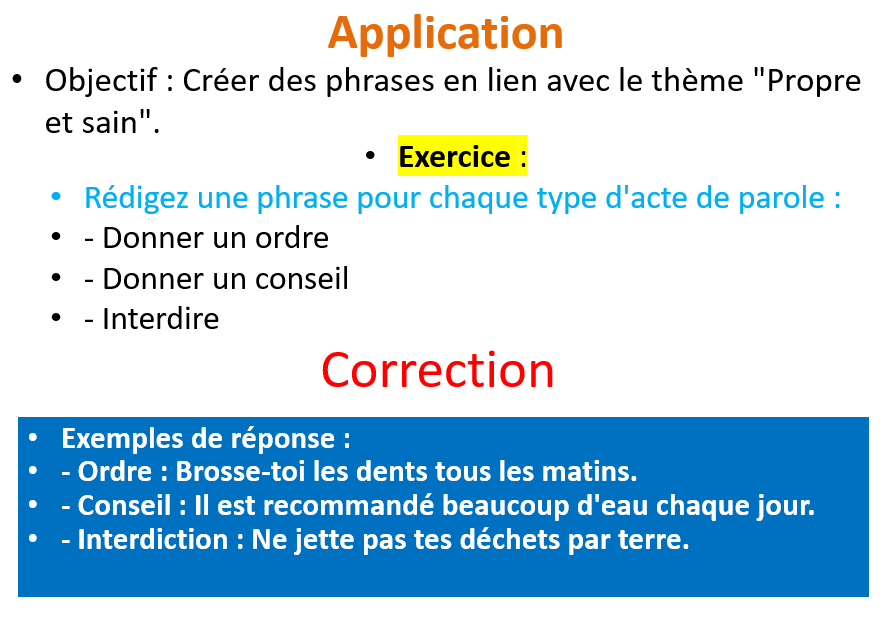 Application
• Objectif : Créer des phrases en lien avec le thème "Propre
et sain".
• Exercice :
• Rédigez une phrase pour chaque type d'acte de parole :
• - Donner un ordre
• - Donner un conseil
• - Interdire
Correction
• Exemples de réponse :
• - Ordre : Brosse-toi les dents tous les matins.
• - Conseil : Il est recommandé beaucoup d'eau chaque jour.
• - Interdiction : Ne jette pas tes déchets par terre.